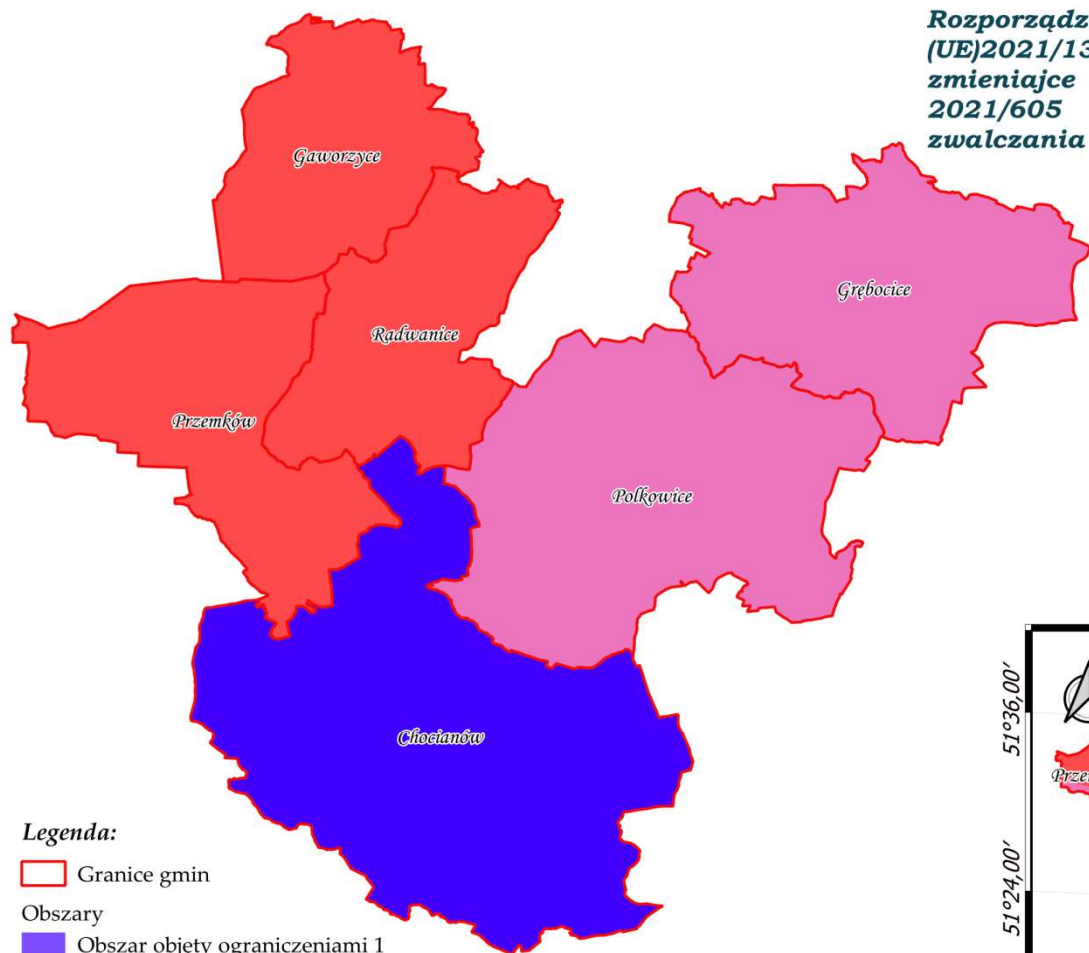 Rozporządz
(UE)2021/13
zmieniajce
2021/605
zwalczania
Gaworzyce
Grębocice
Radwanice
Przemków
Polkowice
Chocianów
51°36,00'
Przem
51°24,00'
Legenda:
Granice gmin
Obszary
Obszar objęty ograniczeniami 1